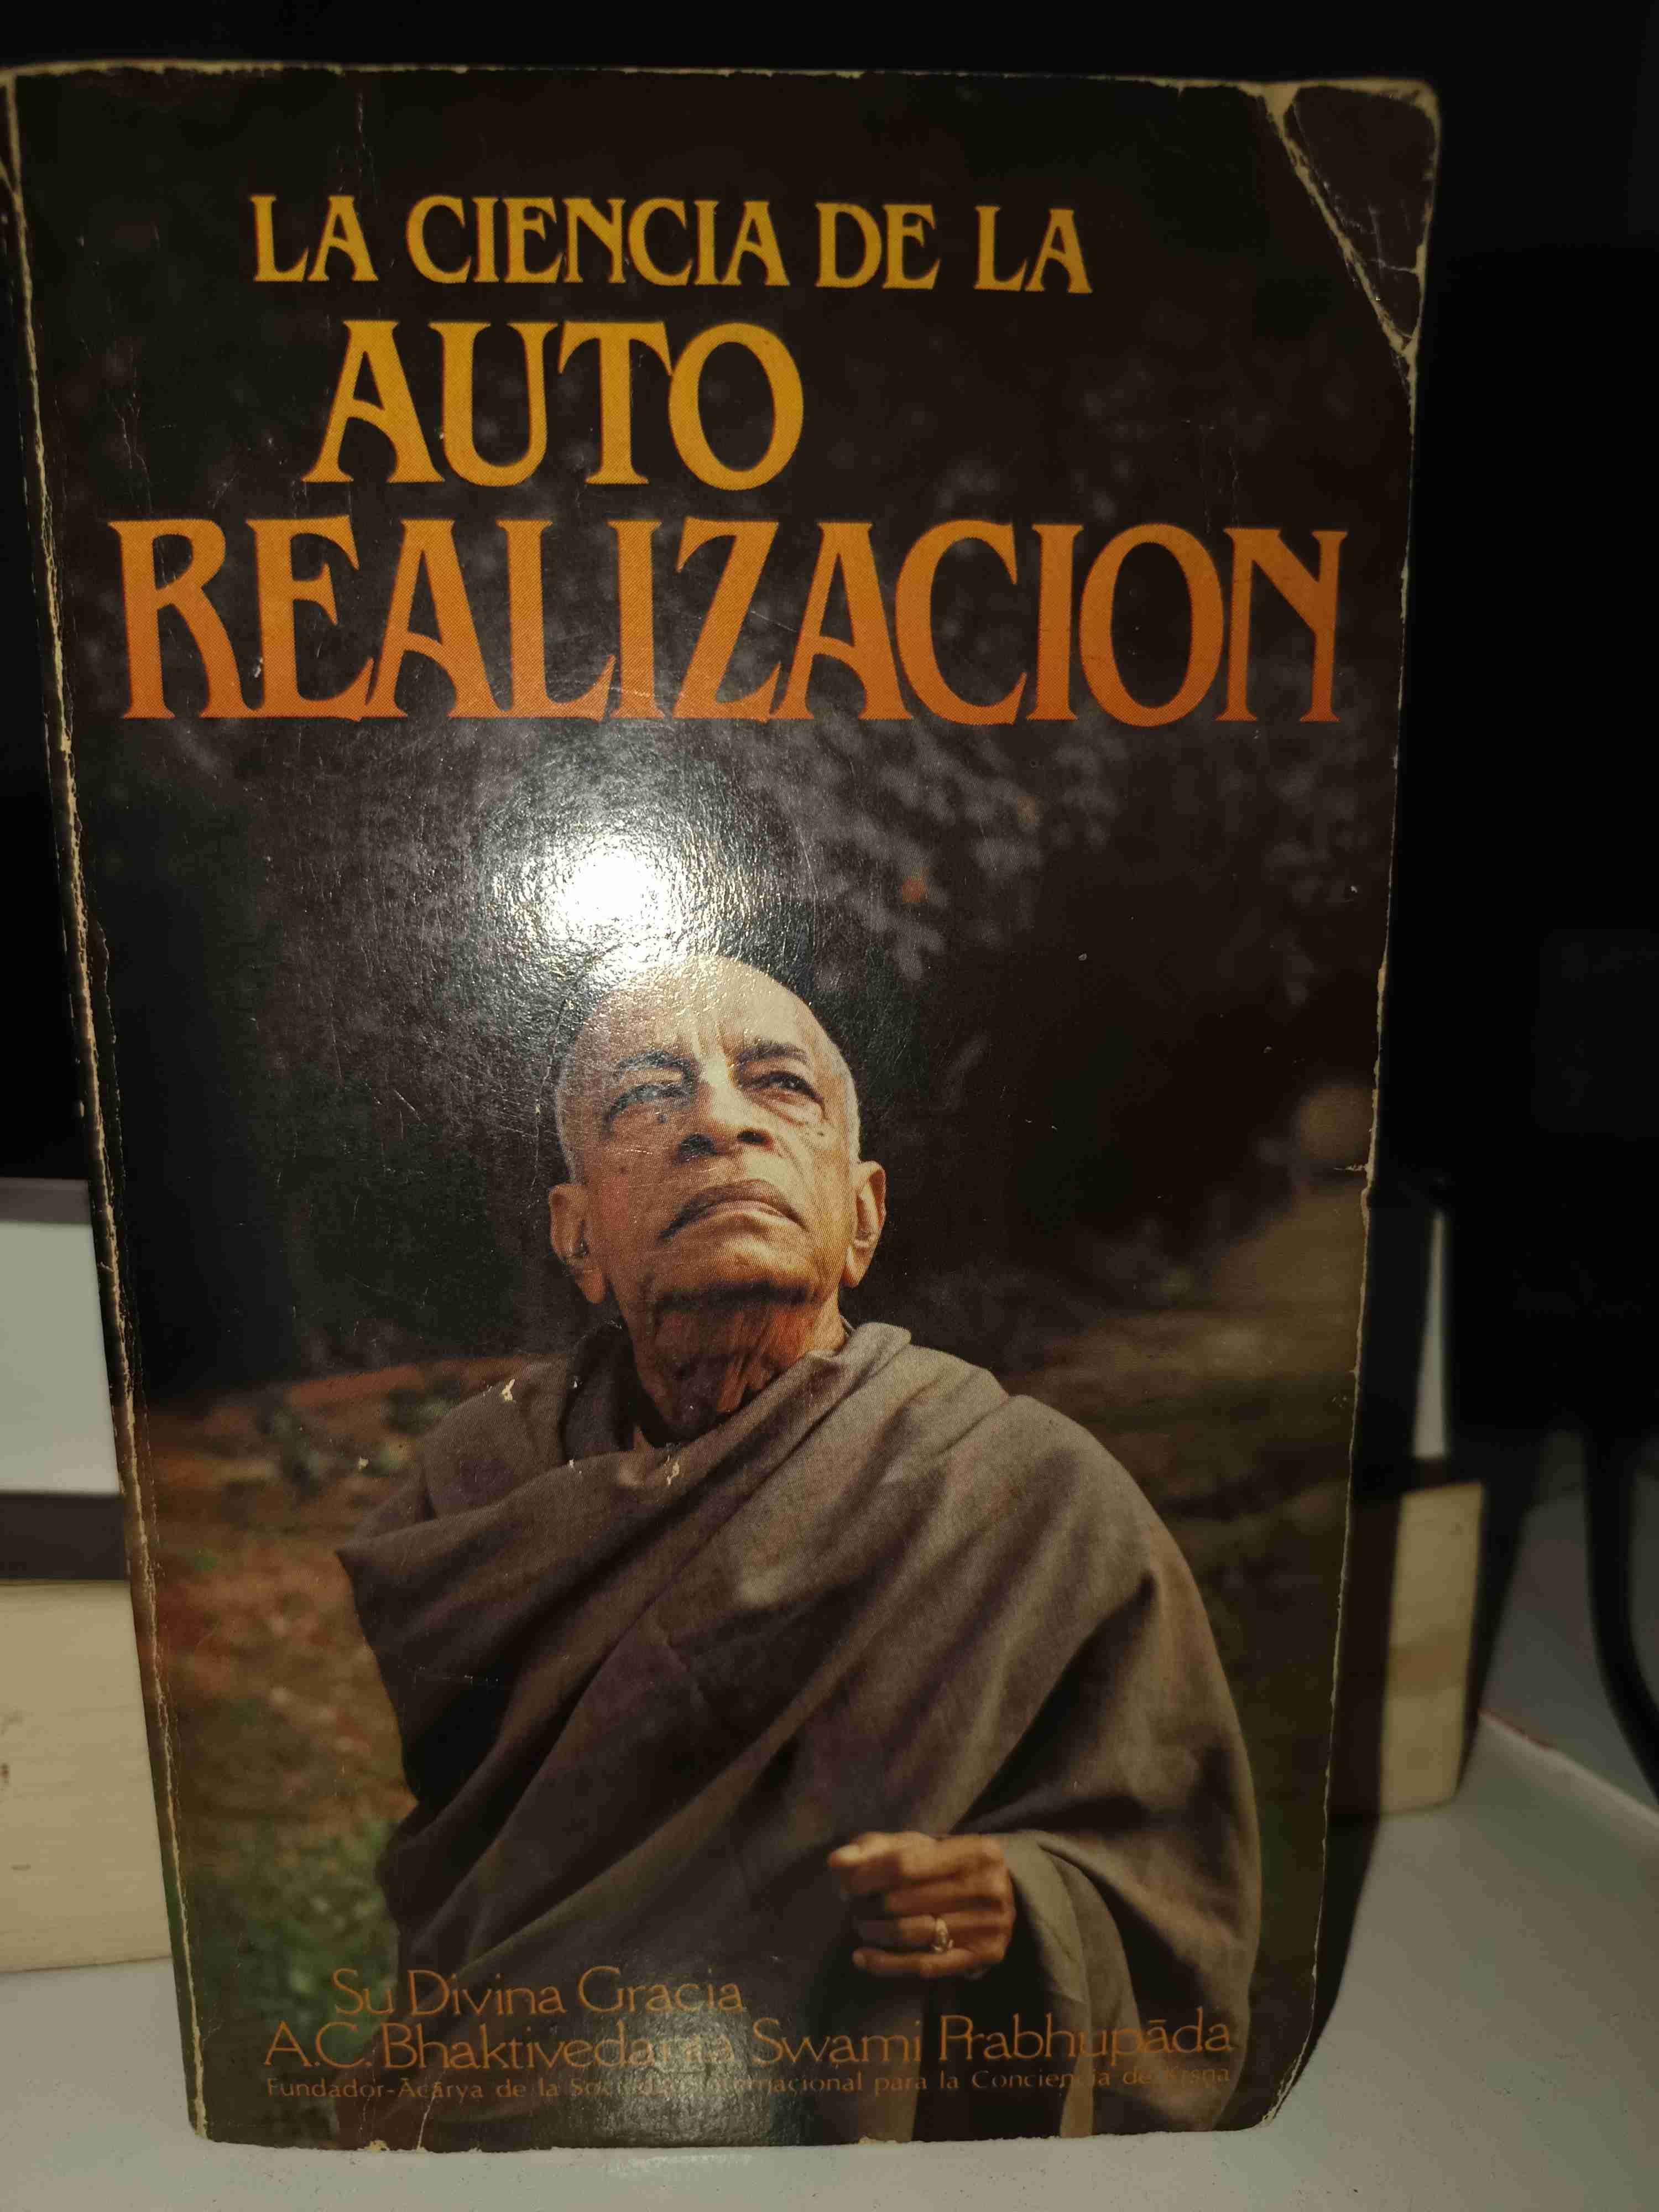 LA CIENCIA DE LA
AUTO
REALIZACION
Su Divina Gracia
A.C. Bhaktivedanta Swami Prabhupāda
Fundador-Ācārya de la Sociedad Internacional para la Conciencia de Krsna